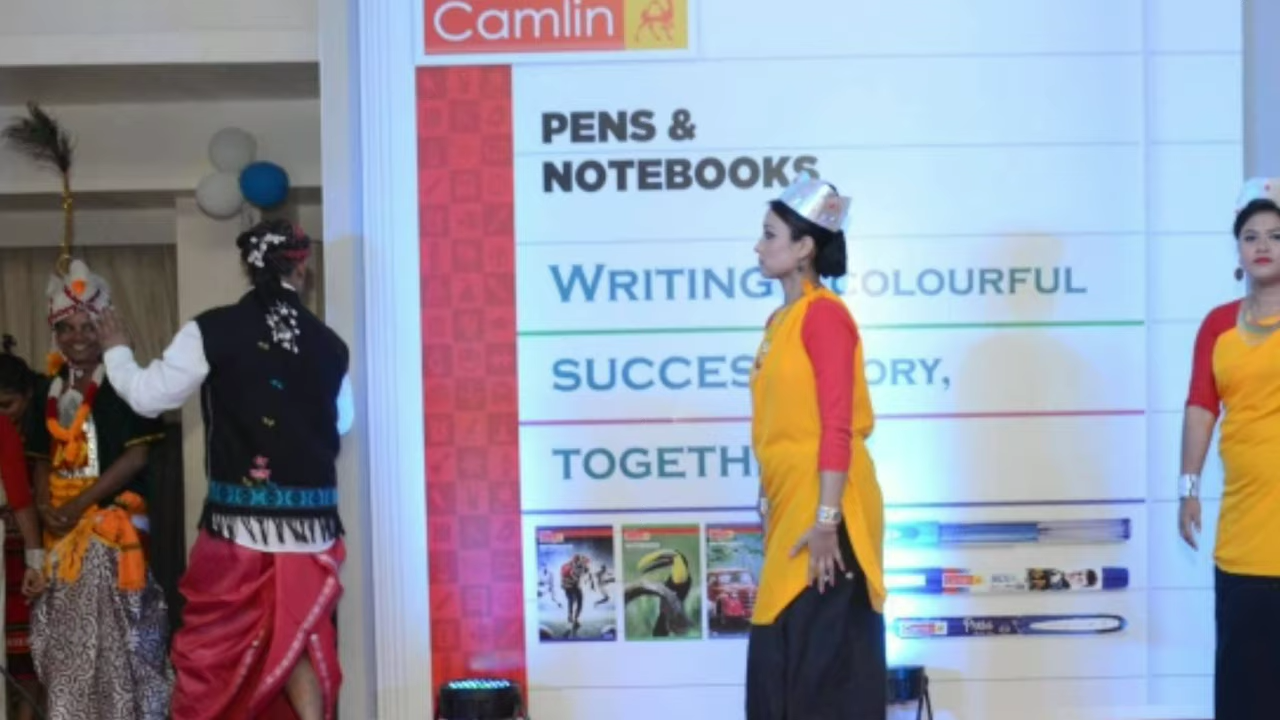 Camlin
PENS &
NOTEBOOKS
WRITING COLOURFUL
SUCCES ORY,
TOGETH